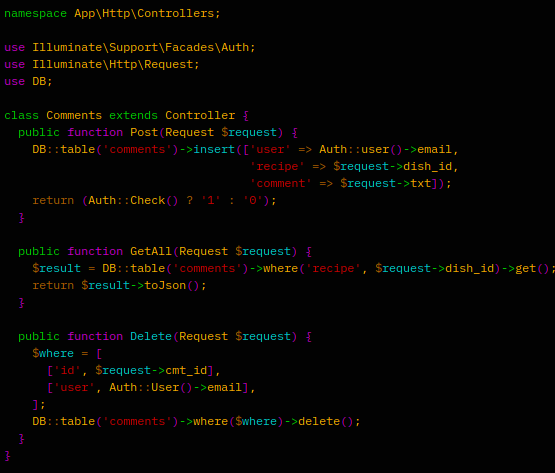 namespace App\Http\Controllers;

use Illuminate\Support\Facades\Auth;
use Illuminate\Http\Request;
use DB;

class Comments extends Controller {
  public function Post(Request $request) {
    DB::table('comments')->insert(['user' => Auth::user()->email,
                                   'recipe' => $request->dish_id,
                                   'comment' => $request->txt]);
    return (Auth::Check() ? '1' : '0');
  }

  public function GetAll(Request $request) {
    $result = DB::table('comments')->where('recipe', $request->dish_id)->get();
    return $result->toJson();
  }

  public function Delete(Request $request) {
    $where = [
      ['id', $request->cmt_id],
      ['user', Auth::User()->email],
    ];
    DB::table('comments')->where($where)->delete();
  }
}